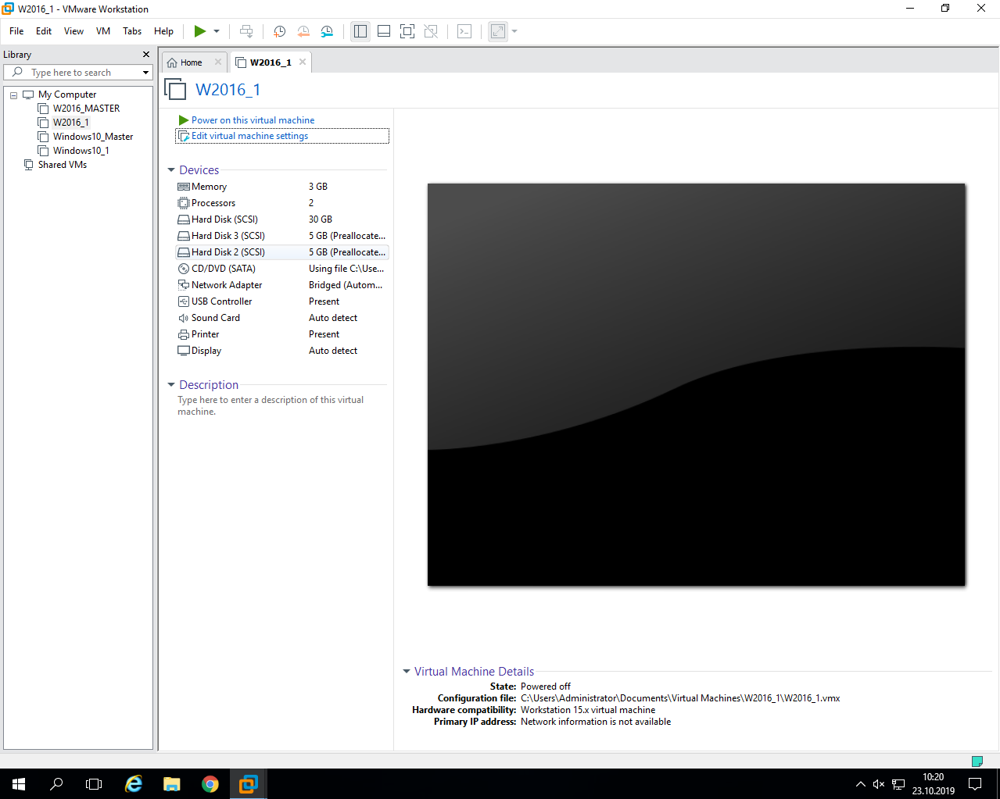 W2016_1 - VMware Workstation
File Edit View VM Tabs Help
Library
Type here to search
My Computer
W2016_MASTER
W2016_1
Windows10_Master
Windows10_1
Shared VMs
Home
W2016_1
W2016_1
Power on this virtual machine
Edit virtual machine settings
Devices
Memory 3 GB
Processors 2
Hard Disk (SCSI) 30 GB
Hard Disk 3 (SCSI) 5 GB (Preallocate...
Hard Disk 2 (SCSI) 5 GB (Preallocate...
CD/DVD (SATA) Using file C:\Use...
Network Adapter Bridged (Autom...
USB Controller Present
Sound Card Auto detect
Printer Present
Display Auto detect
Description
Type here to enter a description of this virtual
machine.
Virtual Machine Details
State: Powered off
Configuration file: C:\Users\Administrator\Documents\Virtual Machines\W2016_1\W2016_1.vmx
Hardware compatibility: Workstation 15.x virtual machine
Primary IP address: Network information is not available
10:20
23.10.2019